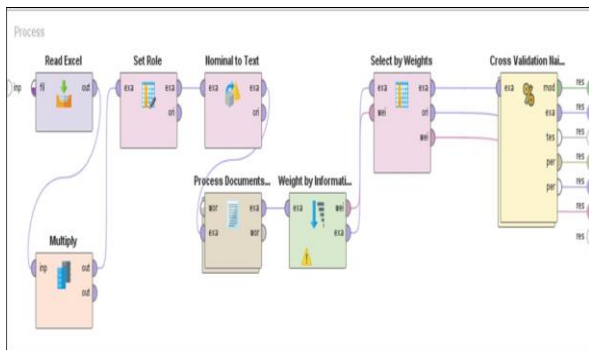 Process
Read Excel
inp
fil
out
Set Role
exa
exa
ori
Nominal to Text
exa
exa
ori
Select by Weights
exa
exa
wei
ori
wei
Cross Validation Nai...
exa
mod
exa
tes
per
per
res
res
res
res
res
res
res
Process Documents...
wor
exa
exa
wor
Weight by Informati...
exa
wei
exa
Multiply
inp
out
out